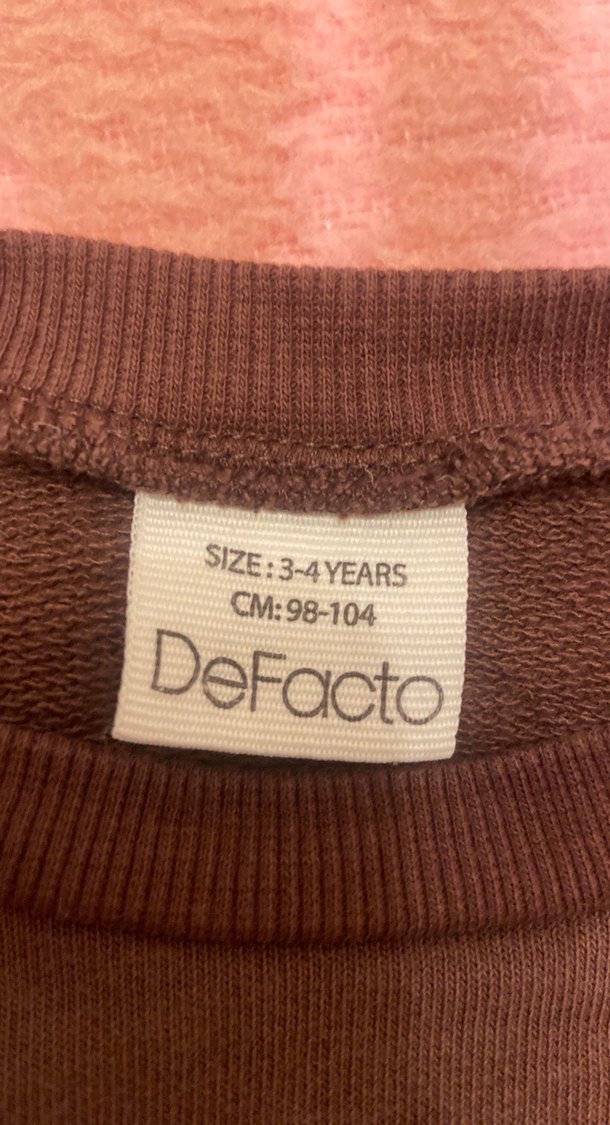 SIZE: 3-4 YEARS
CM: 98-104
DeFacto